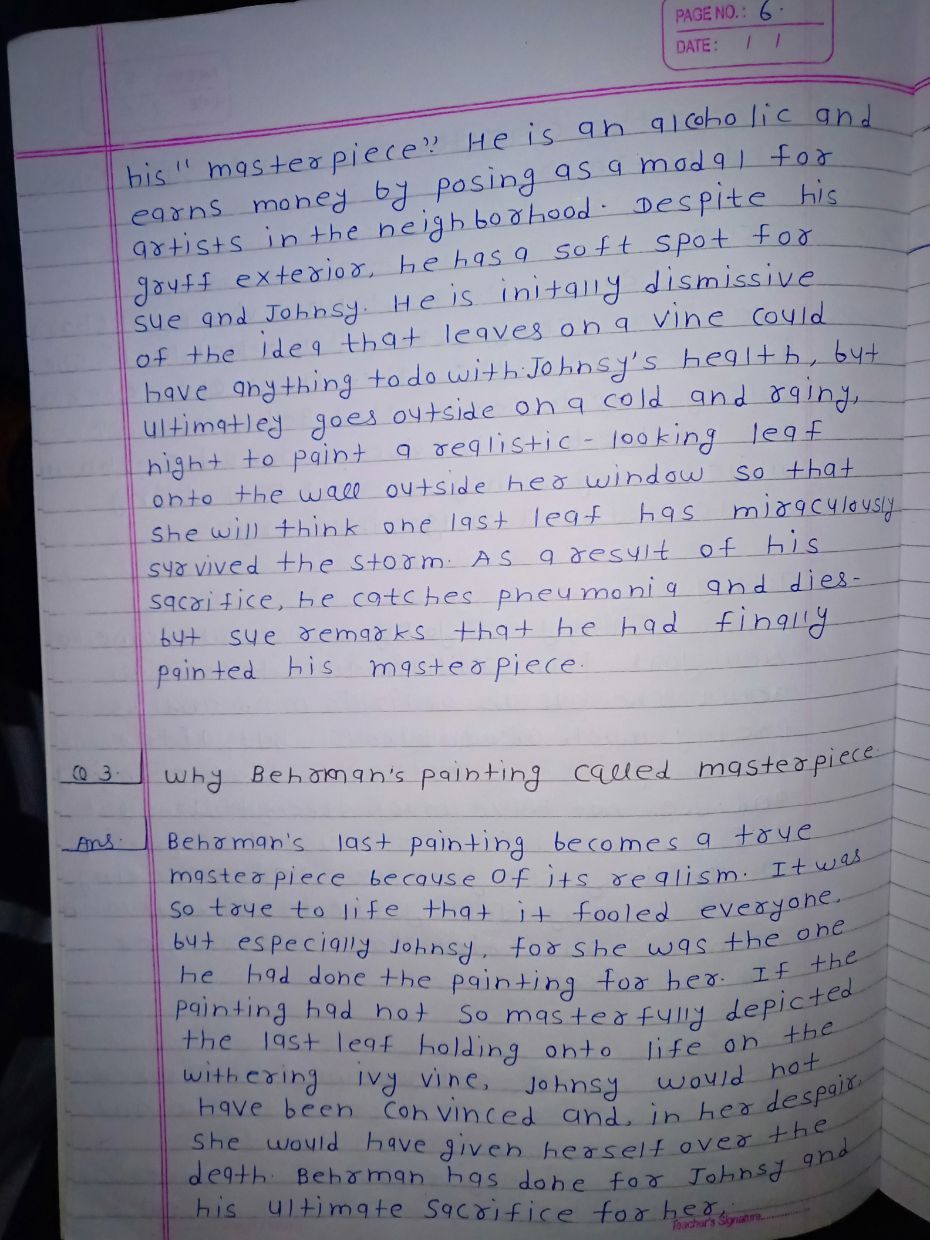 PAGE NO.: 6.
DATE: / /
his "masterpiece". He is an alcoholic and
earns money by posing as a modal for
artists in the neighborhood. Despite his
gruff exterior, he has a soft spot for
sue and Johnsy. He is initally dismissive
of the idea that leaves on a vine could
have anything to do with Johnsy's health, but
ultimatley goes outside on a cold and rainy,
night to paint a realistic - looking leaf
onto the wall outside her window so that
she will think one last leaf has miraculously
survived the storm. As a result of his
sacrifice, he catches pneumonia and dies-
but sue remarks that he had finally
painted his masterpiece.
Q 3. Why Behrman's painting called masterpiece.
Ans. Behrman's last painting becomes a true
masterpiece because of its realism. It was
so true to life that it fooled everyone.
but especially Johnsy, for she was the one
he had done the painting for her. If the
painting had not so masterfully depicted
the last leaf holding onto life on the
withering ivy vine, Johnsy would not
have been convinced and, in her despair,
she would have given herself over the
death. Behrman has done for Johnsy and
his ultimate sacrifice for her.
Teacher's Signature